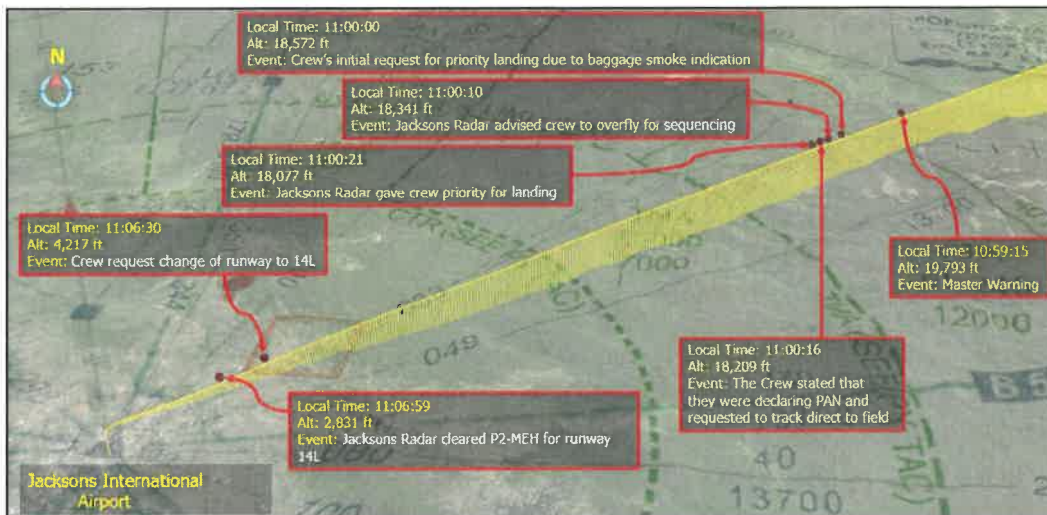 Local Time: 11:00:00
Alt: 18,572 ft
Event: Crew's initial request for priority landing due to baggage smoke indication
N
Local Time: 11:00:10
Alt: 18,341 ft
Event: Jacksons Radar advised crew to overfly for sequencing
Local Time: 11:00:21
Alt: 18,077 ft
Event: Jacksons Radar gave crew priority for landing
Local Time: 11:06:30
Alt: 4,217 ft
Event: Crew request change of runway to 14L
Local Time: 10:59:15
Alt: 19,793 ft
Event: Master Warning
12000
049
Local Time: 11:00:16
Alt: 18,209 ft
Event: The Crew stated that
they were declaring PAN and
requested to track direct to field
Local Time: 11:06:59
Alt: 2,831 ft
Event: Jacksons Radar cleared P2-MEH for runway
14L
TAC)
40
13700
Jacksons International
Airport